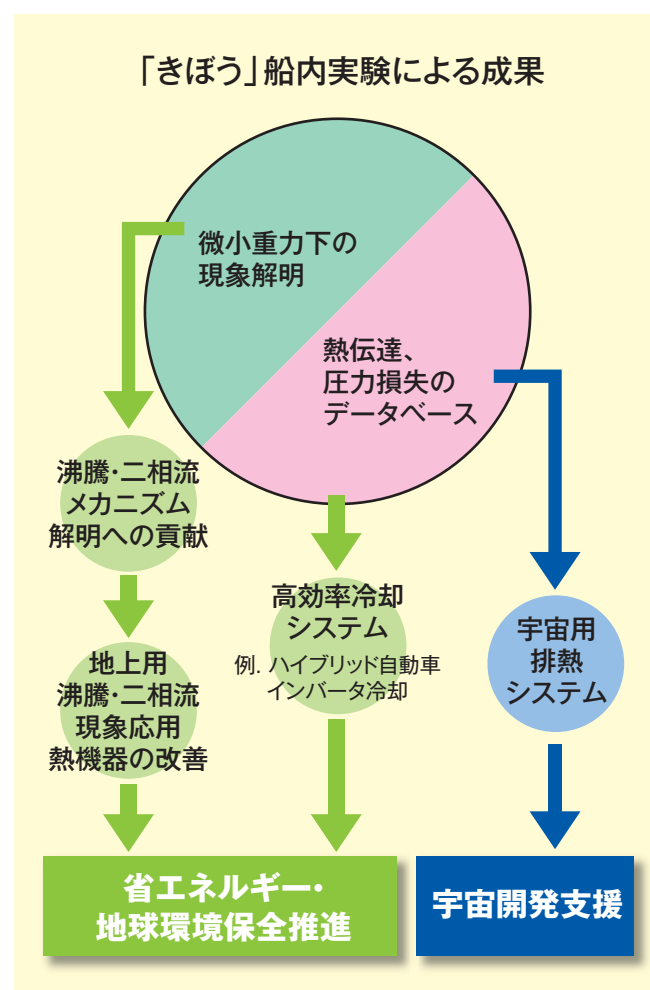 「きぼう」船内実験による成果
微小重力下の
現象解明
熱伝達、
圧力損失の
データベース
沸騰・二相流
メカニズム
解明への貢献
地上用
沸騰・二相流
現象応用
熱機器の改善
高効率冷却
システム
例. ハイブリッド自動車
インバータ冷却
宇宙用
排熱
システム
省エネルギー・
地球環境保全推進
宇宙開発支援